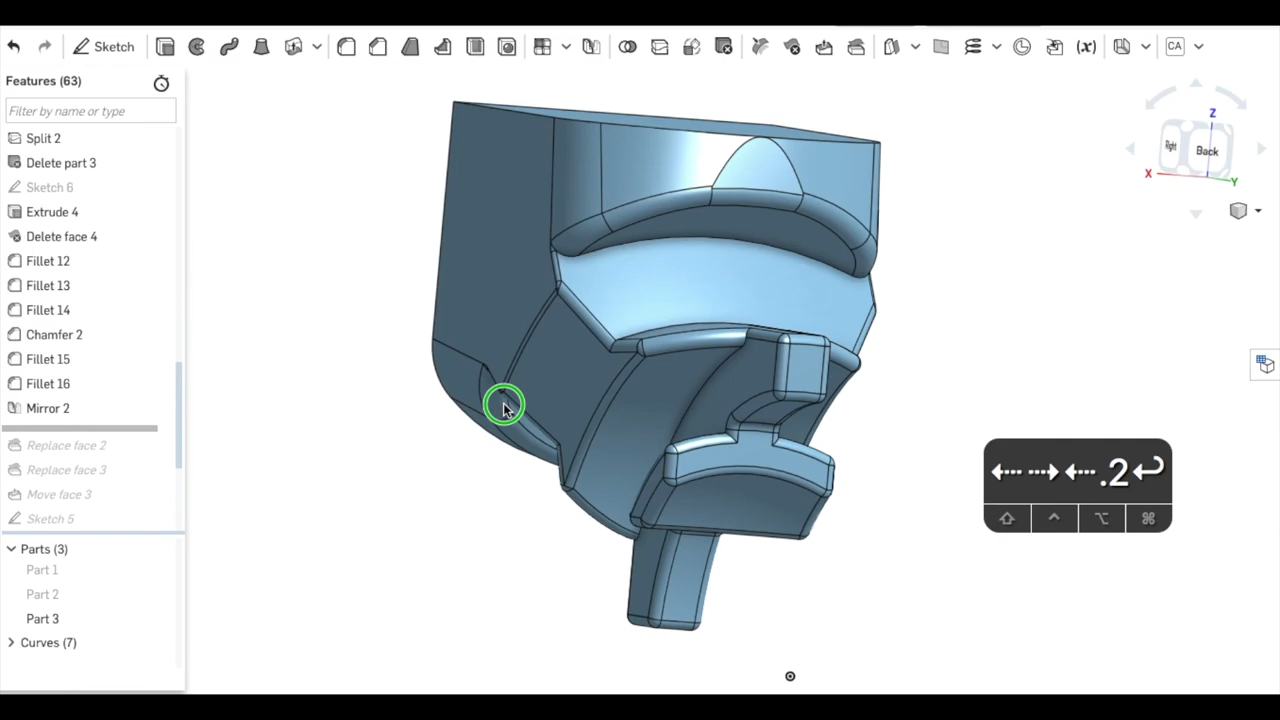 Sketch
(x)
CA
Features (63)
Filter by name or type
Split 2
Delete part 3
Sketch 6
Extrude 4
Delete face 4
Fillet 12
Fillet 13
Fillet 14
Chamfer 2
Fillet 15
Fillet 16
Mirror 2
Replace face 2
Replace face 3
Move face 3
Sketch 5
Parts (3)
Part 1
Part 2
Part 3
Curves (7)
Z
Right
Back
X
Y
⇠ ⇢ ⇠ .2↩
⇧ ⌃ ⌥ ⌘